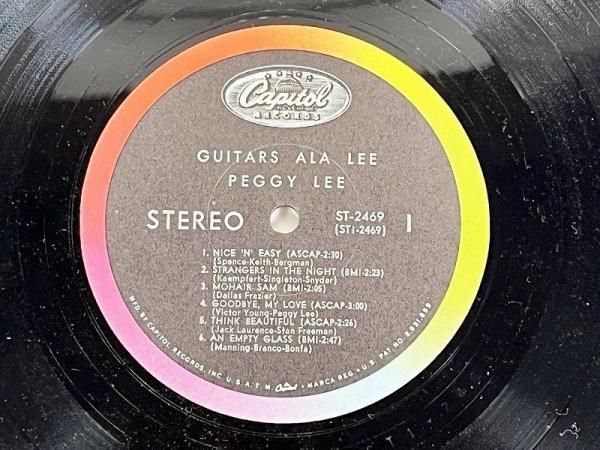 Capitol
RECORDS
GUITARS ALA LEE
PEGGY LEE
STEREO
ST-2469
(ST1-2469)
1
1. NICE 'N' EASY (ASCAP-2:30)
(Spence-Keith-Bergman)
2. STRANGERS IN THE NIGHT (BMI-2:23)
(Kaempfert-Singleton-Snyder)
3. MOHAIR SAM (BMI-2:05)
(Dallas Frazier)
4. GOODBYE, MY LOVE (ASCAP-3:00)
(Victor Young-Peggy Lee)
5. THINK BEAUTIFUL (ASCAP-2:26)
(Jack Laurence-Stan Freeman)
6. AN EMPTY GLASS (BMI-2:47)
(Manning-Branco-Bonfa)
MFD. BY CAPITOL RECORDS, INC. U.S.A. T.M. Capitol MARCA REG. • U.S. PAT. NO. 2,631,859